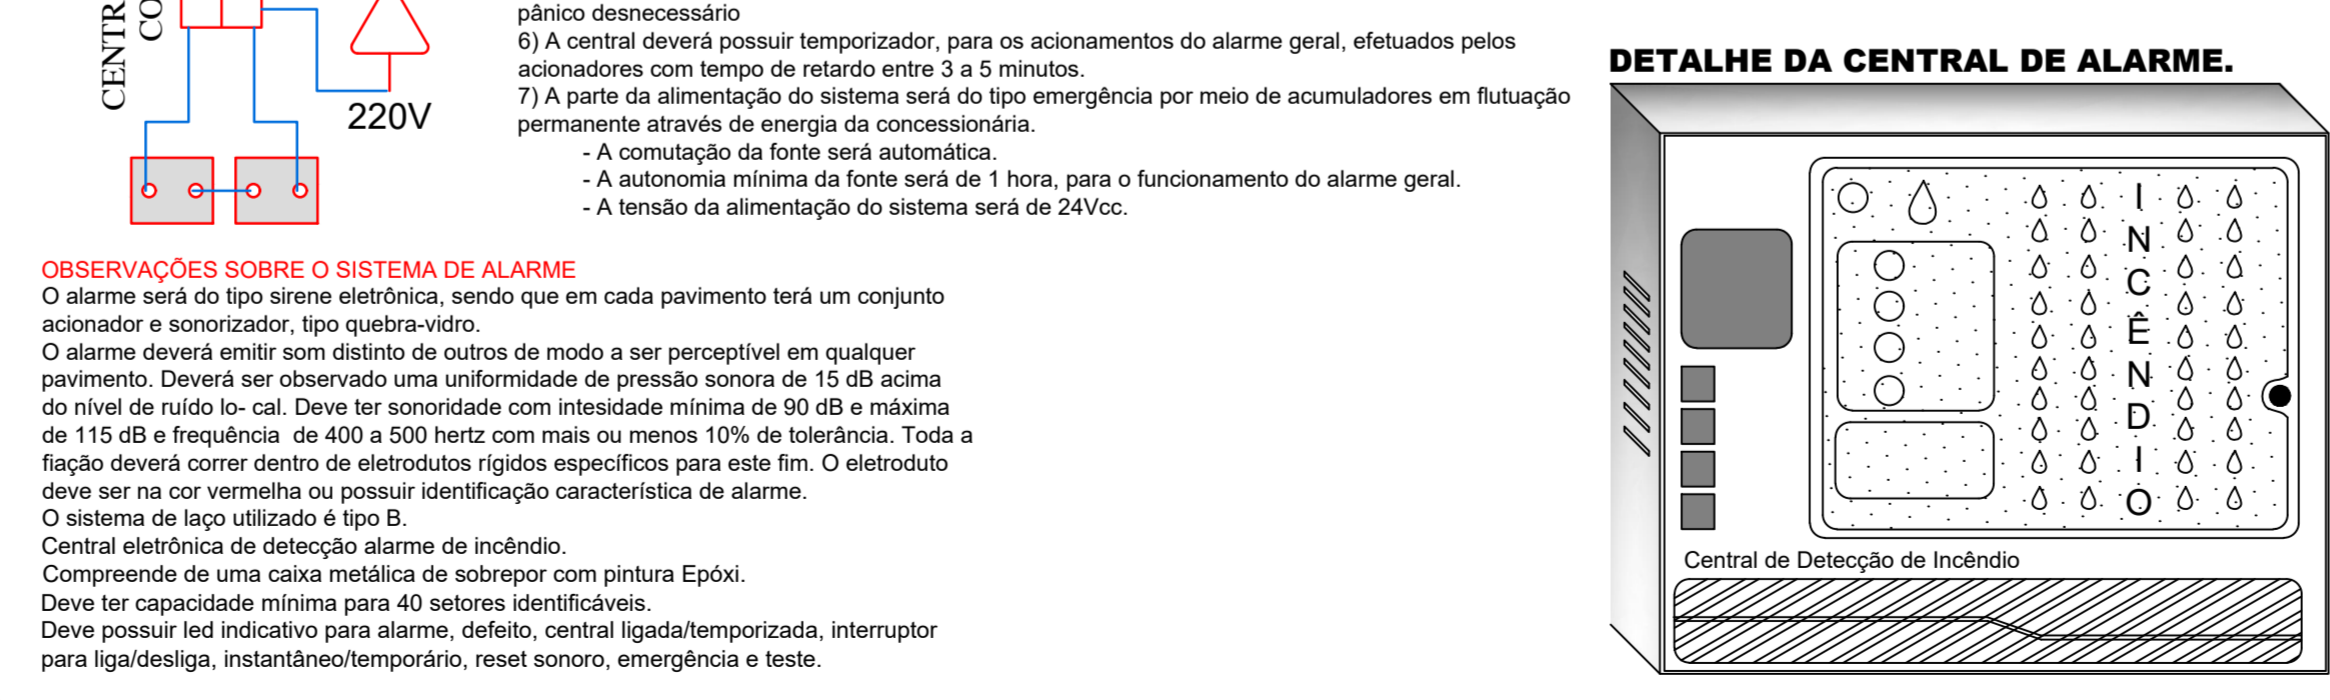 CENTR
CO
220V
pânico desnecessário
6) A central deverá possuir temporizador, para os acionamentos do alarme geral, efetuados pelos
acionadores com tempo de retardo entre 3 a 5 minutos.
7) A parte da alimentação do sistema será do tipo emergência por meio de acumuladores em flutuação
permanente através de energia da concessionária.
- A comutação da fonte será automática.
- A autonomia mínima da fonte será de 1 hora, para o funcionamento do alarme geral.
- A tensão da alimentação do sistema será de 24Vcc.
OBSERVAÇÕES SOBRE O SISTEMA DE ALARME
O alarme será do tipo sirene eletrônica, sendo que em cada pavimento terá um conjunto
acionador e sonorizador, tipo quebra-vidro.
O alarme deverá emitir som distinto de outros de modo a ser perceptível em qualquer
pavimento. Deverá ser observado uma uniformidade de pressão sonora de 15 dB acima
do nível de ruído lo- cal. Deve ter sonoridade com intesidade mínima de 90 dB e máxima
de 115 dB e frequência  de 400 a 500 hertz com mais ou menos 10% de tolerância. Toda a
fiação deverá correr dentro de eletrodutos rígidos específicos para este fim. O eletroduto
deve ser na cor vermelha ou possuir identificação característica de alarme.
O sistema de laço utilizado é tipo B.
Central eletrônica de detecção alarme de incêndio.
Compreende de uma caixa metálica de sobrepor com pintura Epóxi.
Deve ter capacidade mínima para 40 setores identificáveis.
Deve possuir led indicativo para alarme, defeito, central ligada/temporizada, interruptor
para liga/desliga, instantâneo/temporário, reset sonoro, emergência e teste.
DETALHE DA CENTRAL DE ALARME.
INCÊNDIO
Central de Detecção de Incêndio